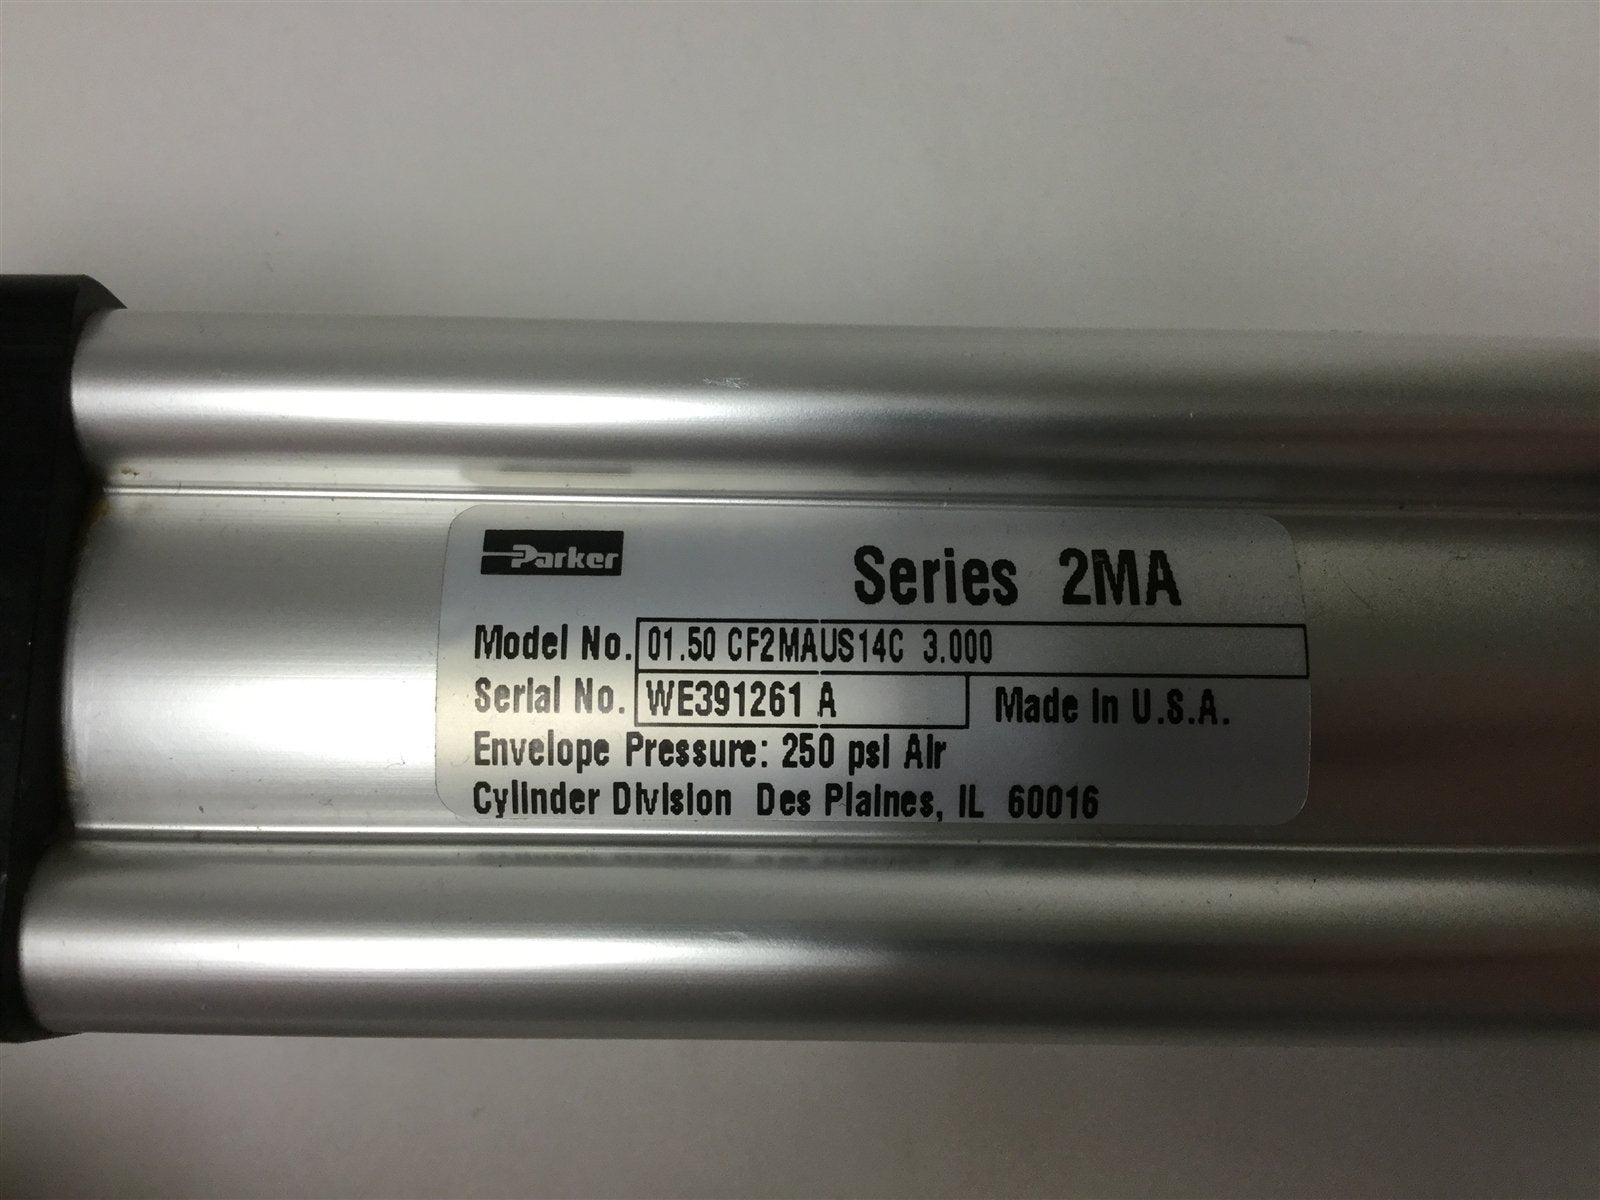 Parker
Series 2MA
Model No. 01.50 CF2MAUS14C 3.000
Serial No. WE391261 A Made In U.S.A.
Envelope Pressure: 250 psi Air
Cylinder Division Des Plaines, IL 60016